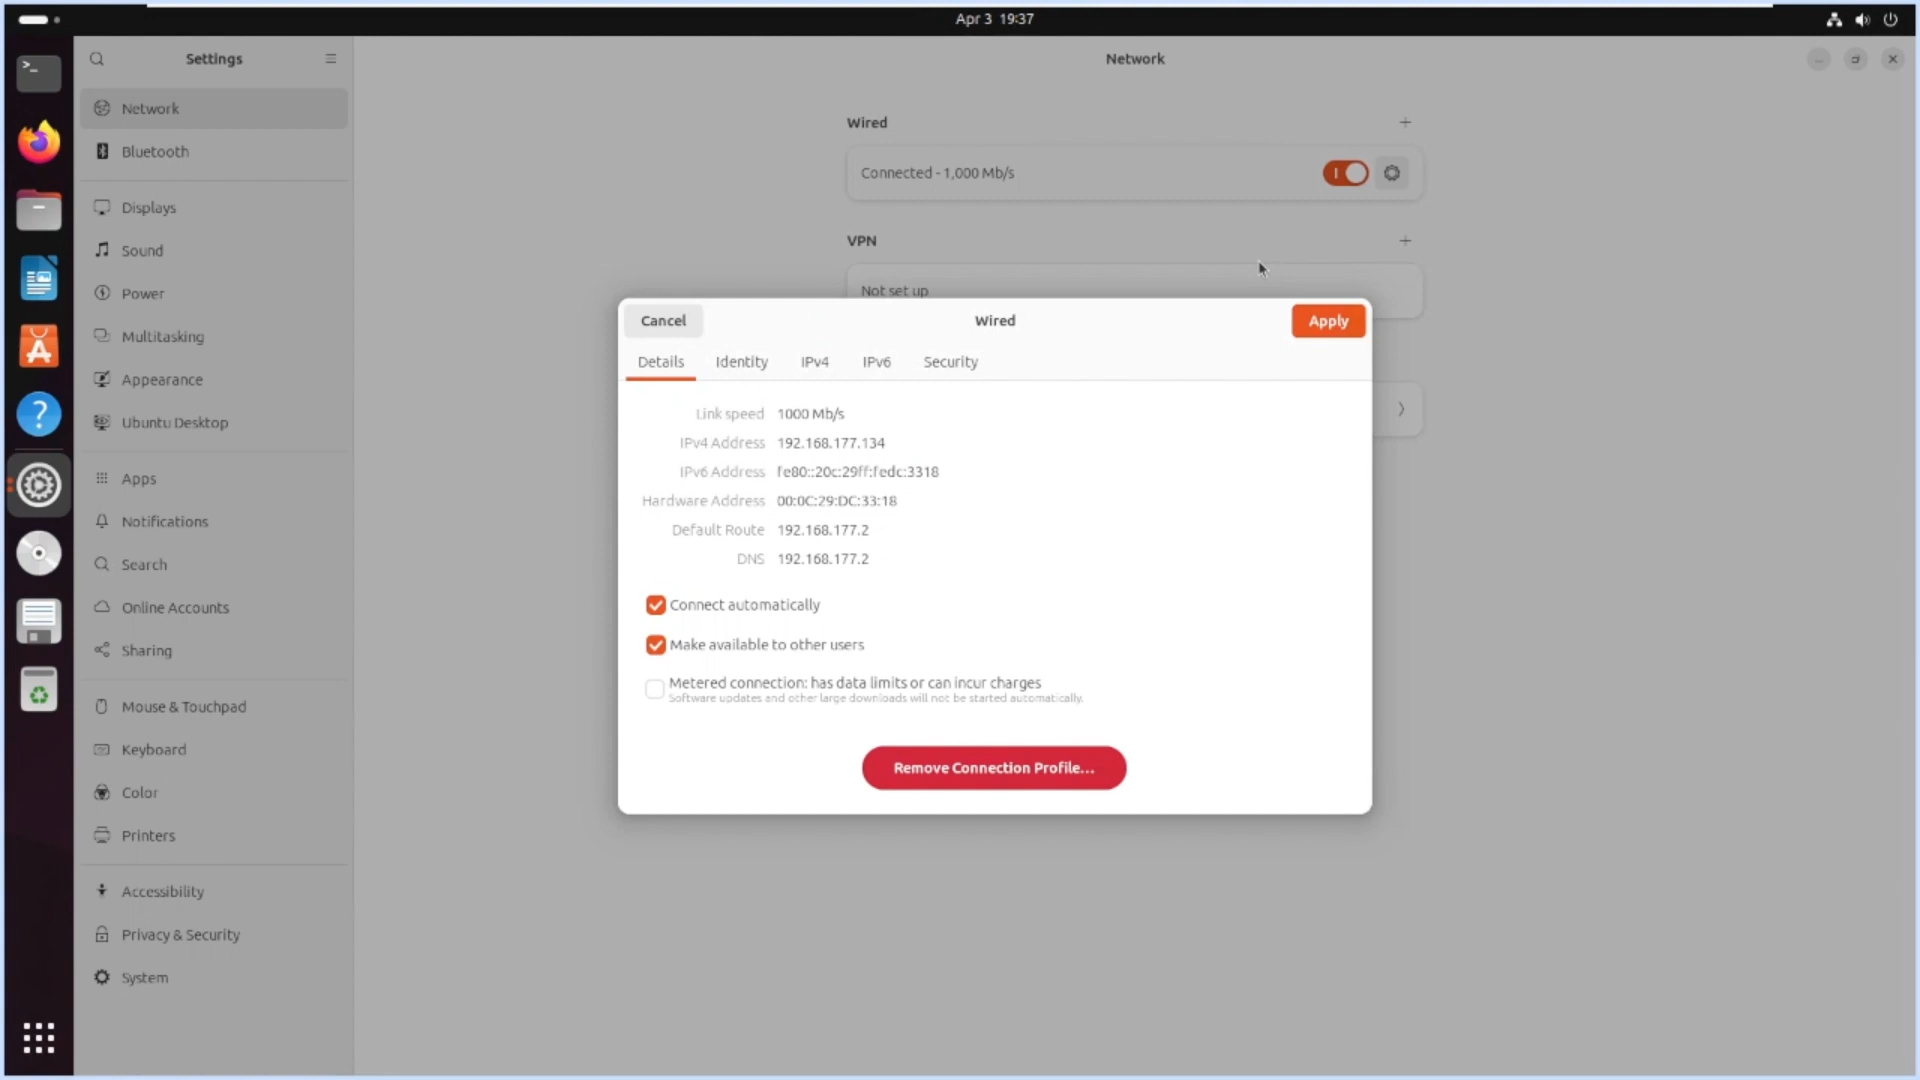 Apr 3 19:37
Settings
Network
Bluetooth
Displays
Sound
Power
Multitasking
Appearance
Ubuntu Desktop
Apps
Notifications
Search
Online Accounts
Sharing
Mouse & Touchpad
Keyboard
Color
Printers
Accessibility
Privacy & Security
System
Network
Wired
Connected - 1,000 Mb/s
VPN
Not set up
Cancel
Wired
Apply
Details Identity IPv4 IPv6 Security
Link speed 1000 Mb/s
IPv4 Address 192.168.177.134
IPv6 Address fe80::20c:29ff:fedc:3318
Hardware Address 00:0C:29:DC:33:18
Default Route 192.168.177.2
DNS 192.168.177.2
Connect automatically
Make available to other users
Metered connection: has data limits or can incur charges
Software updates and other large downloads will not be started automatically.
Remove Connection Profile...